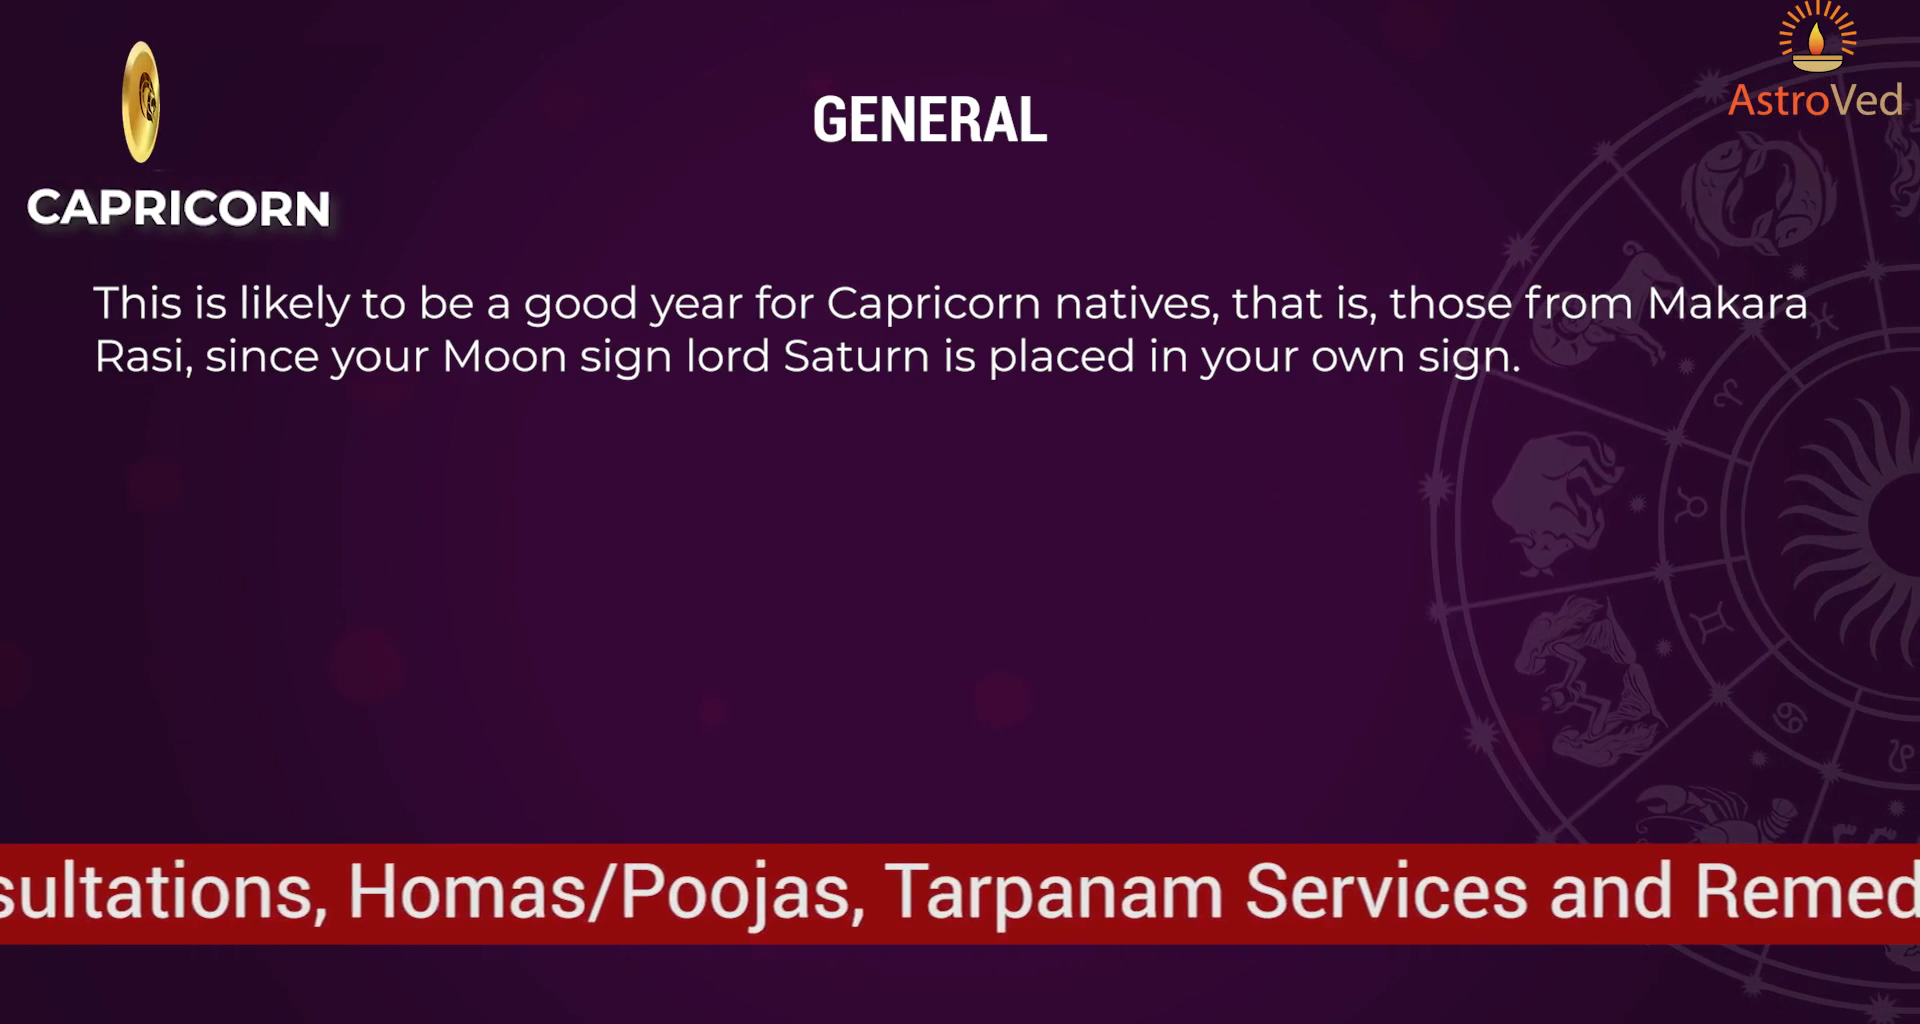 AstroVed
GENERAL
CAPRICORN
This is likely to be a good year for Capricorn natives, that is, those from Makara
Rasi, since your Moon sign lord Saturn is placed in your own sign.
sultations, Homas/Poojas, Tarpanam Services and Remed